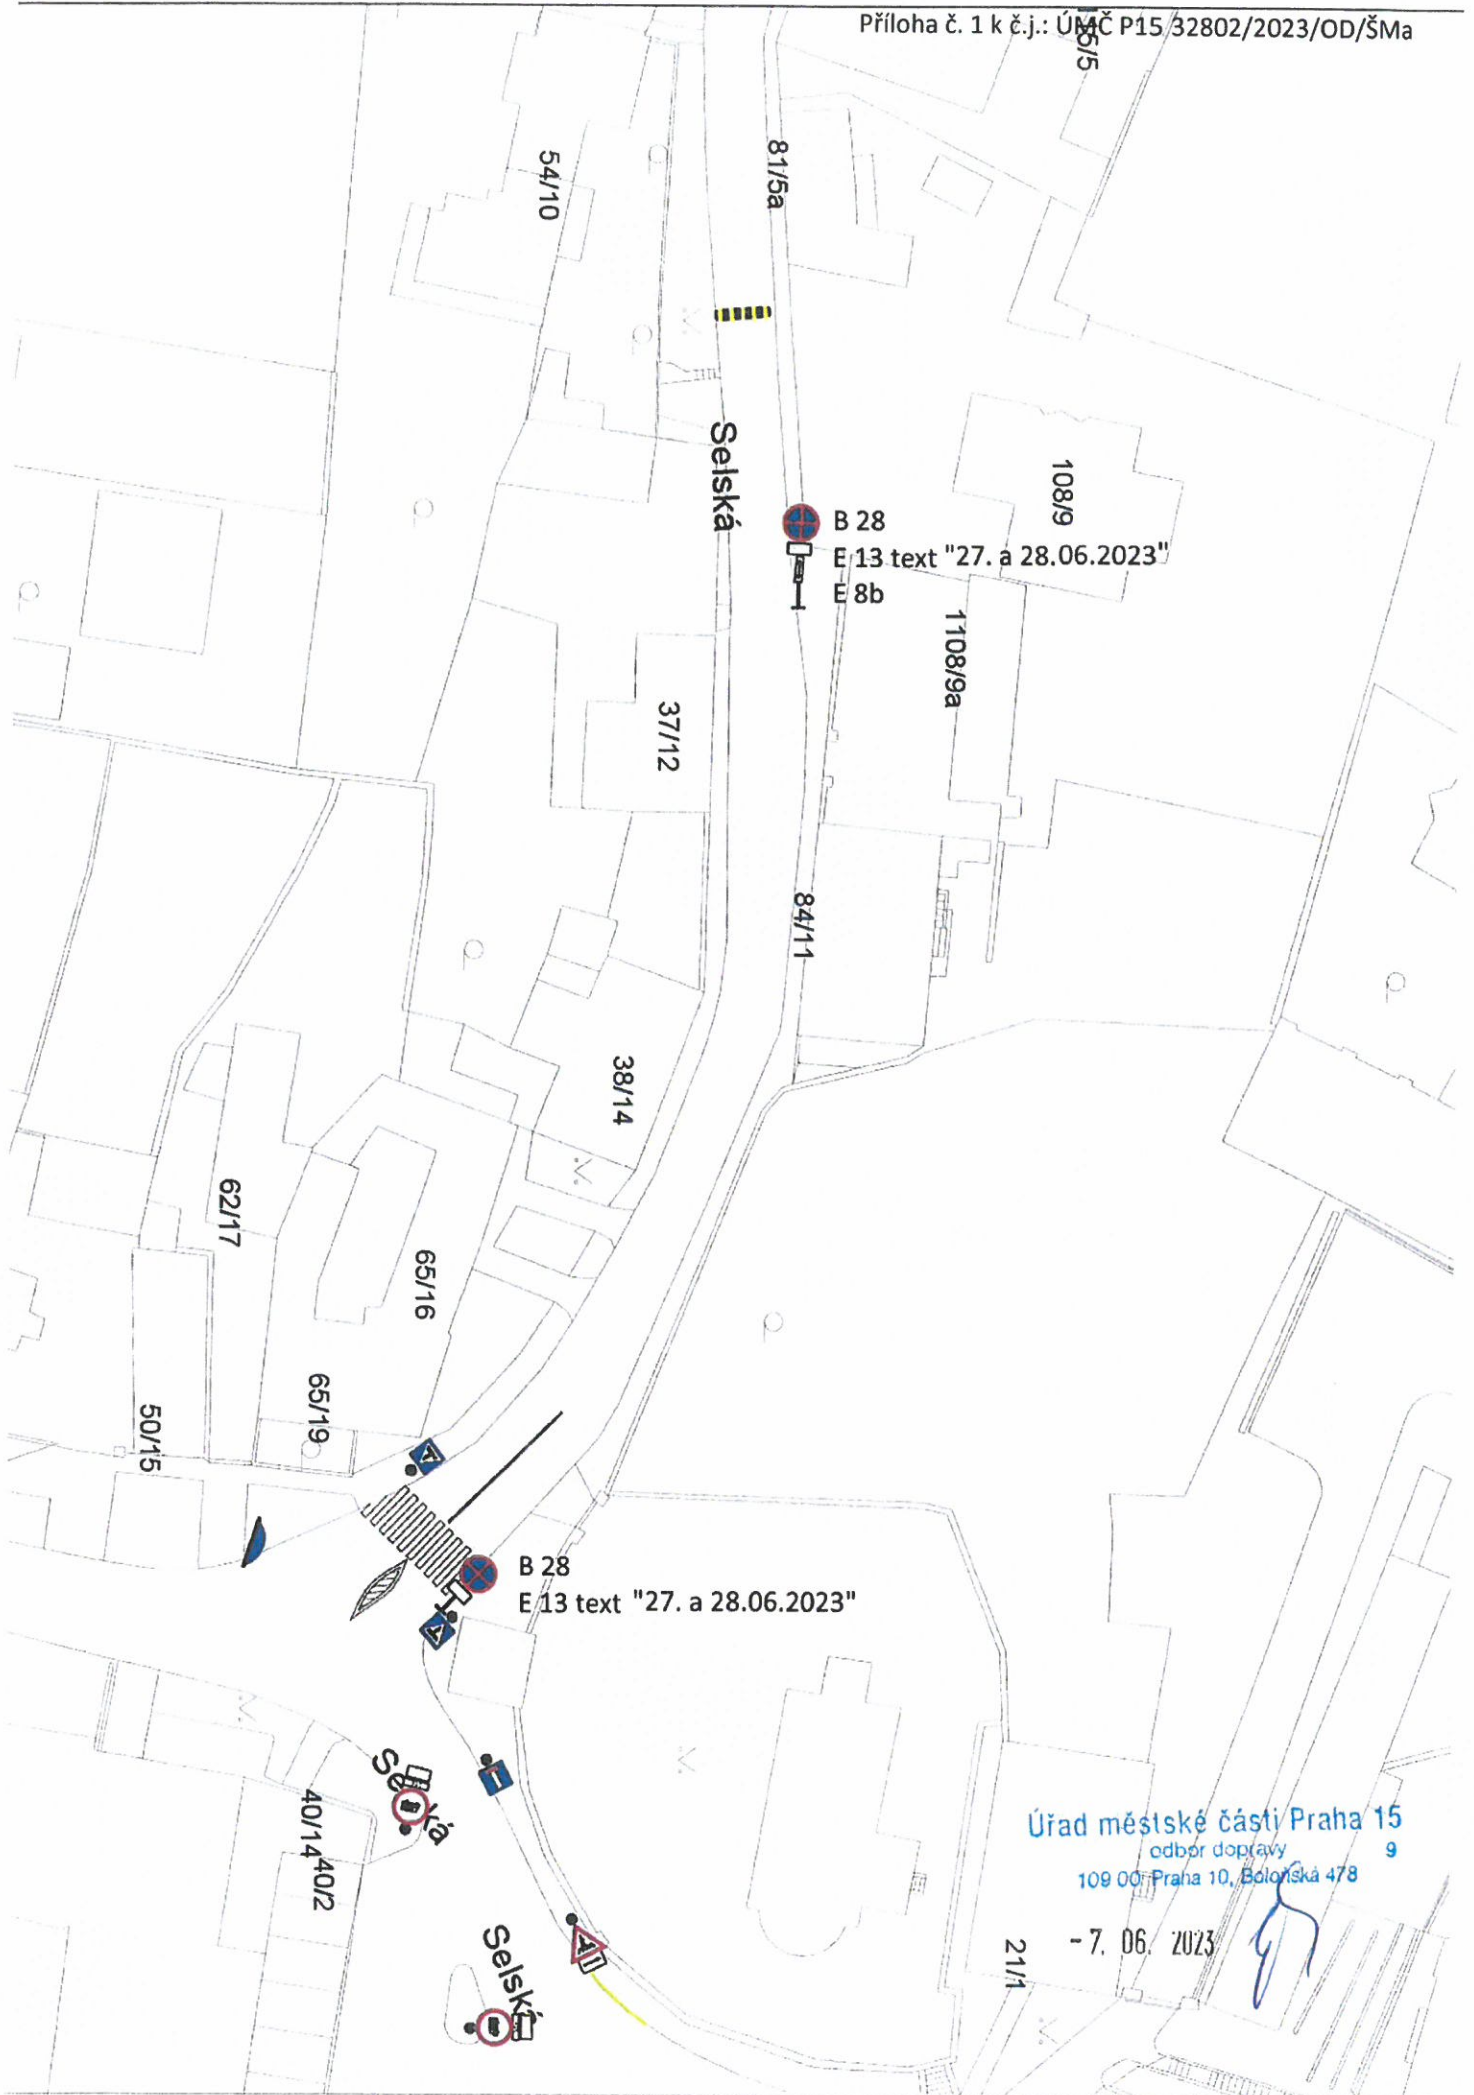 Příloha č. 1 k č.j.: ÚMČ P15 32802/2023/OD/ŠMa
54/10
81/5a
Selská
B 28
E 13 text "27. a 28.06.2023"
E 8b
108/9
1108/9a
37/12
84/11
38/14
62/17
65/16
65/19
50/15
B 28
E 13 text "27. a 28.06.2023"
40/14
40/2
Selská
21/1
Úřad městské části Praha 15
odbor dopravy 9
109 00 Praha 10, Boloňská 478
- 7. 06. 2023